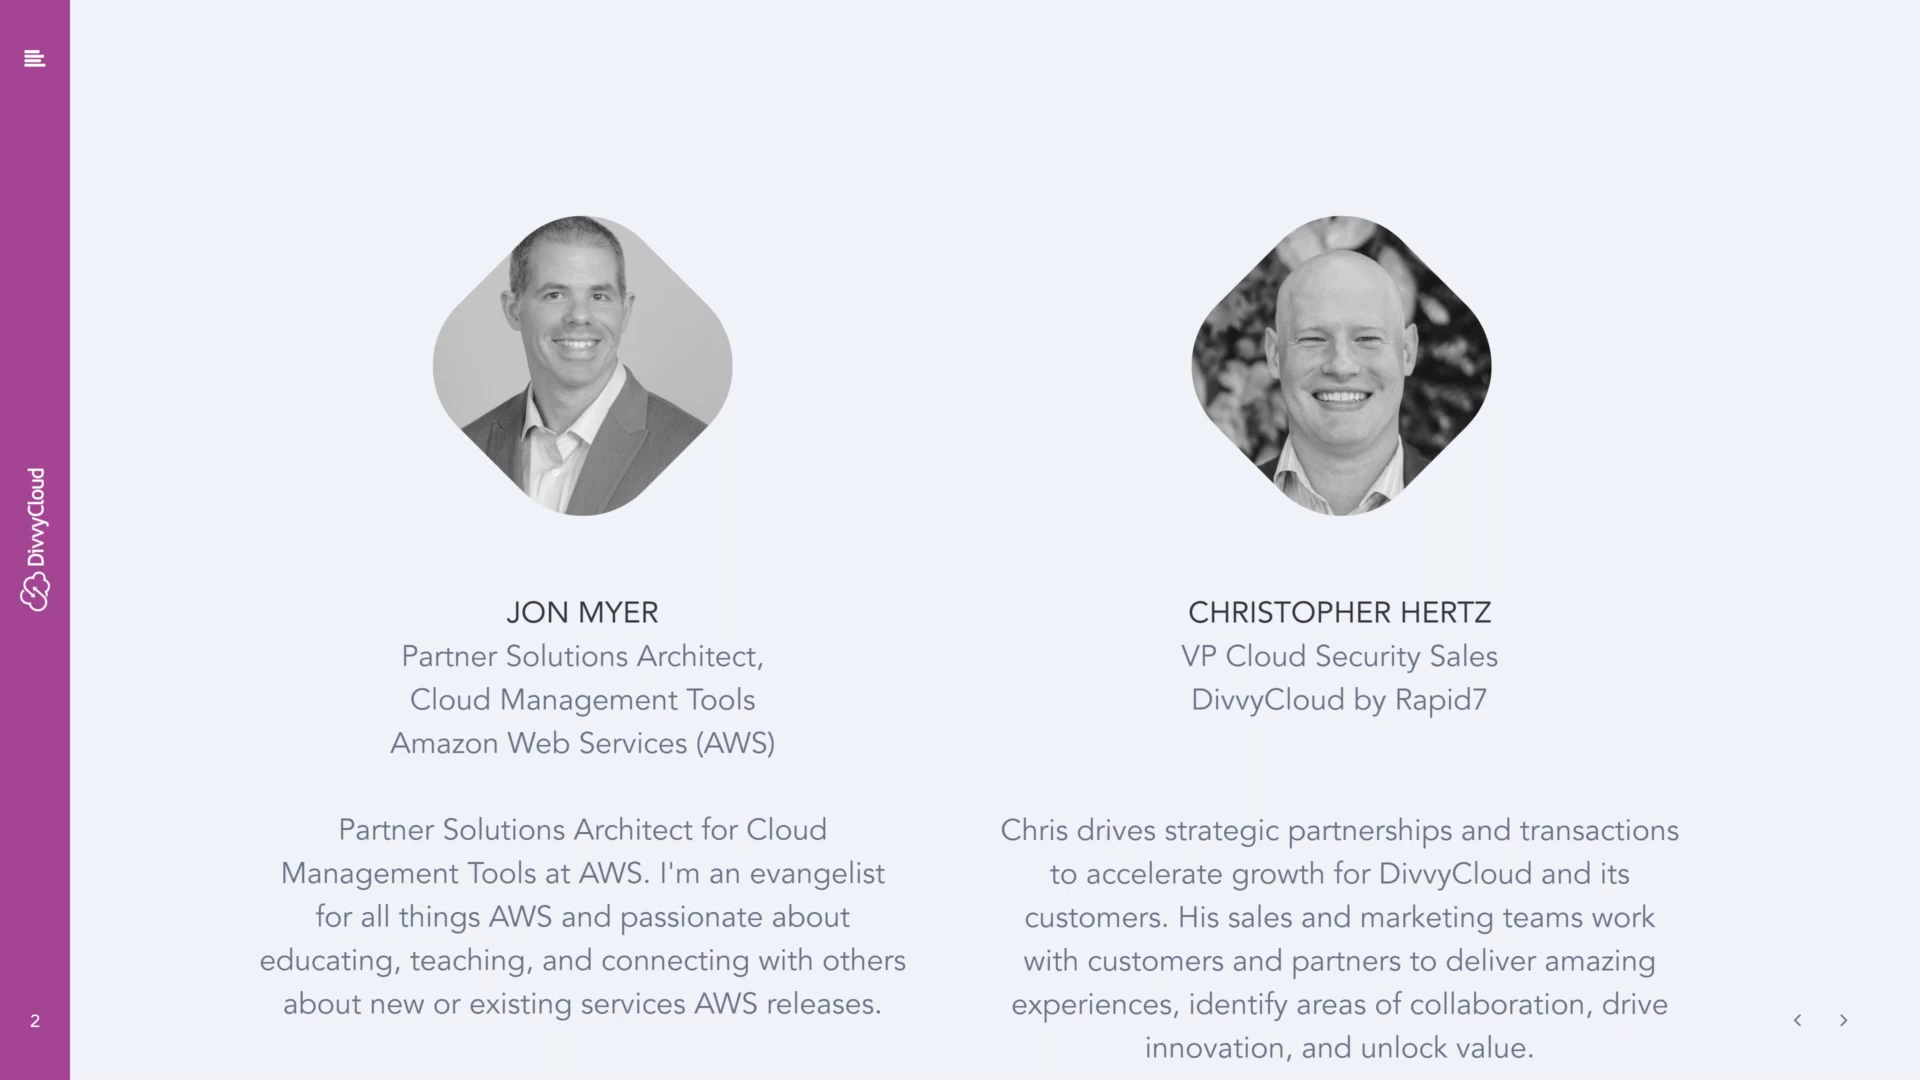 DivvyCloud
2
JON MYER
Partner Solutions Architect,
Cloud Management Tools
Amazon Web Services (AWS)
Partner Solutions Architect for Cloud
Management Tools at AWS. I'm an evangelist
for all things AWS and passionate about
educating, teaching, and connecting with others
about new or existing services AWS releases.
CHRISTOPHER HERTZ
VP Cloud Security Sales
DivvyCloud by Rapid7
Chris drives strategic partnerships and transactions
to accelerate growth for DivvyCloud and its
customers. His sales and marketing teams work
with customers and partners to deliver amazing
experiences, identify areas of collaboration, drive
innovation, and unlock value.